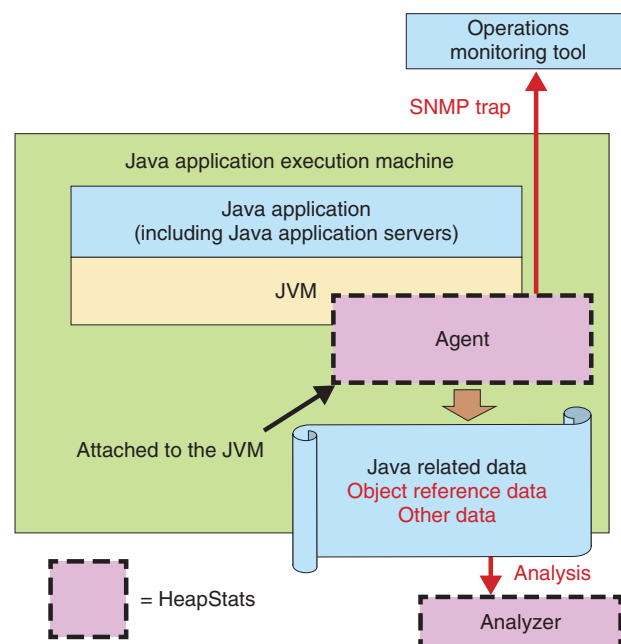 Operations
monitoring tool
SNMP trap
Java application execution machine
Java application
(including Java application servers)
JVM
Agent
Attached to the JVM
Java related data
Object reference data
Other data
Analysis
= HeapStats
Analyzer